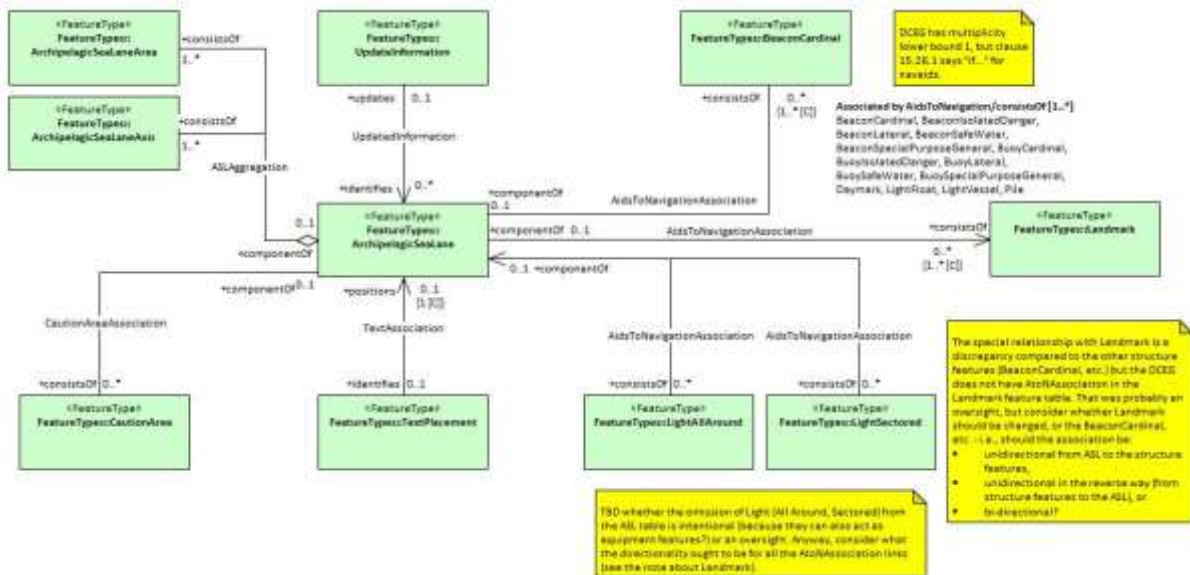 «FeatureType»
FeatureTypes::
ArchipelagicSeaLaneArea
+consistsOf
1..*
«FeatureType»
FeatureTypes::
ArchipelagicSeaLaneAxis
+consistsOf
1..*
ASLAggregation
0..1
+componentOf
«FeatureType»
FeatureTypes::
UpdateInformation
+updates 0..1
UpdatedInformation
+identifies 0..*
«FeatureType»
FeatureTypes::
ArchipelagicSeaLane
«FeatureType»
FeatureTypes::BeaconCardinal
+consistsOf 0..*
{1..* [C]}
+componentOf
0..1
AidsToNavigationAssociation
DCEG has multiplicity
lower bound 1, but clause
15.26.1 says "if..." for
navaids.
Associated by AidsToNavigation/consistsOf [1..*]
BeaconCardinal, BeaconIsolatedDanger,
BeaconLateral, BeaconSafeWater,
BeaconSpecialPurposeGeneral, BuoyCardinal,
BuoyIsolatedDanger, BuoyLateral,
BuoySafeWater, BuoySpecialPurposeGeneral,
Daymark, LightFloat, LightVessel, Pile
+componentOf 0..1
AidsToNavigationAssociation
+consistsOf
0..*
{1..* [C]}
«FeatureType»
FeatureTypes::Landmark
0..1 +componentOf
AidsToNavigationAssociation
AidsToNavigationAssociation
+consistsOf 0..*
+consistsOf 0..*
«FeatureType»
FeatureTypes::LightAllAround
«FeatureType»
FeatureTypes::LightSectored
+componentOf 0..1
CautionAreaAssociation
+consistsOf 0..*
«FeatureType»
FeatureTypes::CautionArea
+positions 0..1
{1 [C]}
TextAssociation
+identifies 0..1
«FeatureType»
FeatureTypes::TextPlacement
The special relationship with Landmark is a
discrepancy compared to the other structure
features (BeaconCardinal, etc.) but the DCEG
does not have AtoNAssociation in the
Landmark feature table. That was probably an
oversight, but consider whether Landmark
should be changed, or the BeaconCardinal,
etc. - i.e., should the association be:
• unidirectional from ASL to the structure
features,
• unidirectional in the reverse way (from
structure features to the ASL), or
• bi-directional?
TBD whether the omission of Light (All Around, Sectored) from
the ASL table is intentional (because they can also act as
equipment features?) or an oversight. Anyway, consider what
the directionality ought to be for all the AtoNAssociation links
(see the note about Landmark).